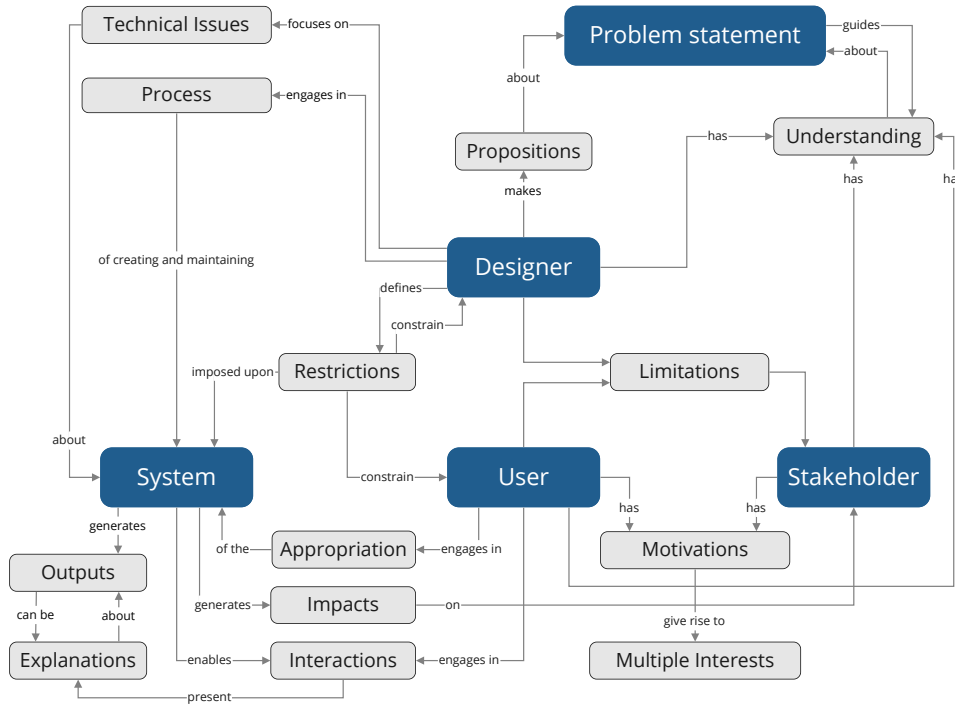 Technical Issues
focuses on
Problem statement
guides
about
Process
engages in
about
Understanding
has
Propositions
has
makes
of creating and maintaining
Designer
defines
constrain
imposed upon
Restrictions
Limitations
about
System
constrain
User
Stakeholder
generates
has
has
of the
Appropriation
engages in
Motivations
Outputs
can be
about
generates
Impacts
on
give rise to
Explanations
enables
Interactions
engages in
Multiple Interests
present